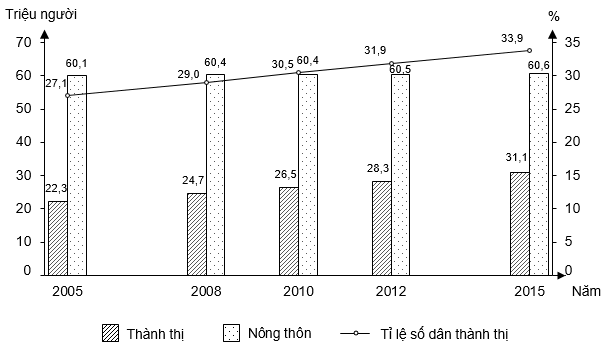 Triệu người %
70 35
60 30
50 25
40 20
30 15
20 10
10 5
0 0
27,1 60,1 29,0 60,4 30,5 60,4 31,9 60,5 33,9 60,6
22,3 24,7 26,5 28,3 31,1
2005 2008 2010 2012 2015 Năm
Thành thị Nông thôn Tỉ lệ số dân thành thị